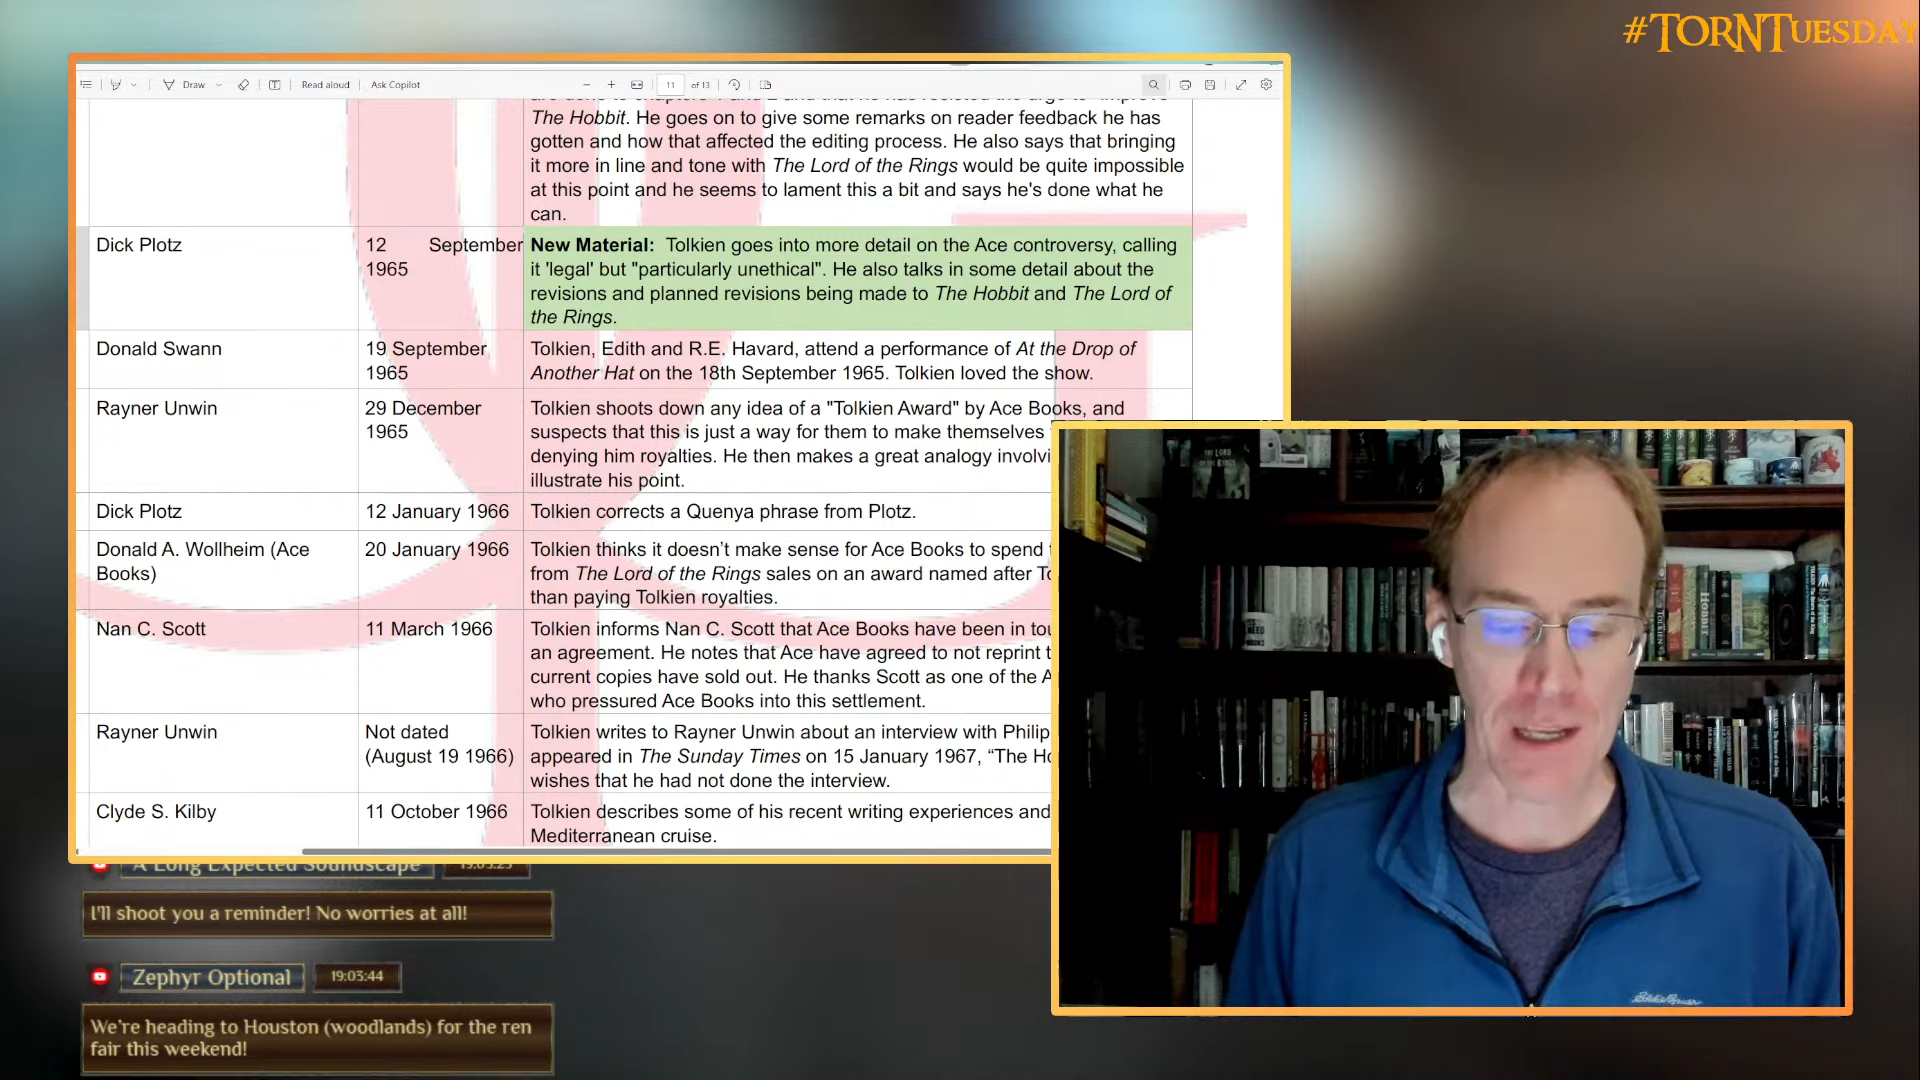 #TORNTUESDAY
Draw
Read aloud
Ask Copilot
11
of 13
The Hobbit. He goes on to give some remarks on reader feedback he has
gotten and how that affected the editing process. He also says that bringing
it more in line and tone with The Lord of the Rings would be quite impossible
at this point and he seems to lament this a bit and says he's done what he
can.
Dick Plotz
12 September
1965
New Material: Tolkien goes into more detail on the Ace controversy, calling
it 'legal' but "particularly unethical". He also talks in some detail about the
revisions and planned revisions being made to The Hobbit and The Lord of
the Rings.
Donald Swann
19 September
1965
Tolkien, Edith and R.E. Havard, attend a performance of At the Drop of
Another Hat on the 18th September 1965. Tolkien loved the show.
Rayner Unwin
29 December
1965
Tolkien shoots down any idea of a "Tolkien Award" by Ace Books, and
suspects that this is just a way for them to make themselves
denying him royalties. He then makes a great analogy
illustrate his point.
Dick Plotz
12 January 1966
Tolkien corrects a Quenya phrase from Plotz.
Donald A. Wollheim (Ace
Books)
20 January 1966
Tolkien thinks it doesn’t make sense for Ace Books to spend
from The Lord of the Rings sales on an award named after
than paying Tolkien royalties.
Nan C. Scott
11 March 1966
Tolkien informs Nan C. Scott that Ace Books have been in
an agreement. He notes that Ace have agreed to not reprint
current copies have sold out. He thanks Scott as one of the
who pressured Ace Books into this settlement.
Rayner Unwin
Not dated
(August 19 1966)
Tolkien writes to Rayner Unwin about an interview with Philip
appeared in The Sunday Times on 15 January 1967, “The
wishes that he had not done the interview.
Clyde S. Kilby
11 October 1966
Tolkien describes some of his recent writing experiences and
Mediterranean cruise.
A Long Expected Soundscape
I'll shoot you a reminder! No worries at all!
Zephyr Optional
19:03:44
We're heading to Houston (woodlands) for the ren
fair this weekend!
THE LORD
OF THE RINGS
HOBBIT
TOLKIEN
Eddie Bauer